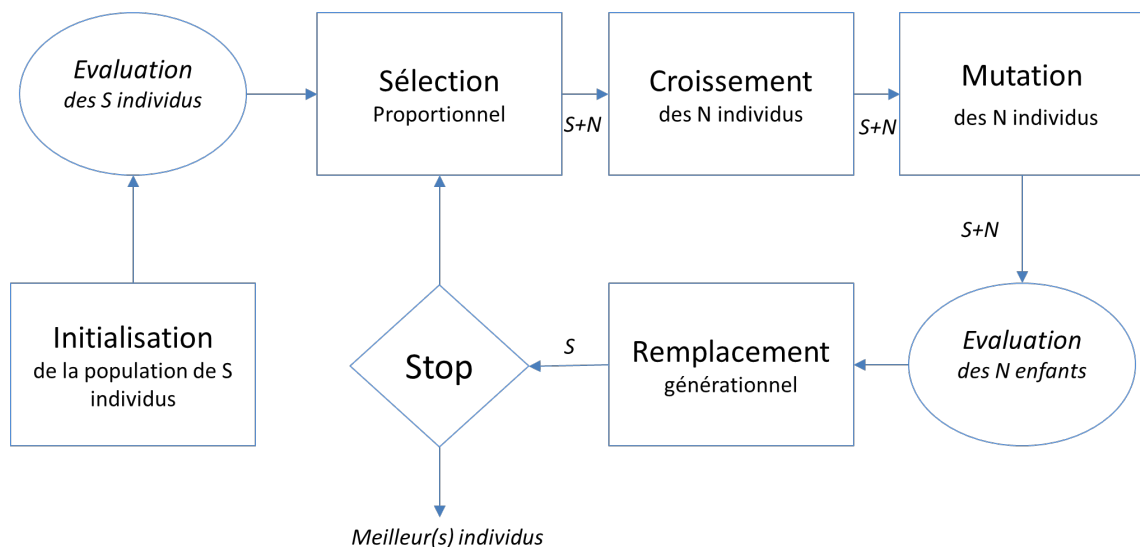 Evaluation
des S individus
Sélection
Proportionnel
S+N
Croissement
des N individus
S+N
Mutation
des N individus
S+N
Initialisation
de la population de S
individus
Stop
S
Remplacement
générationnel
Evaluation
des N enfants
Meilleur(s) individus